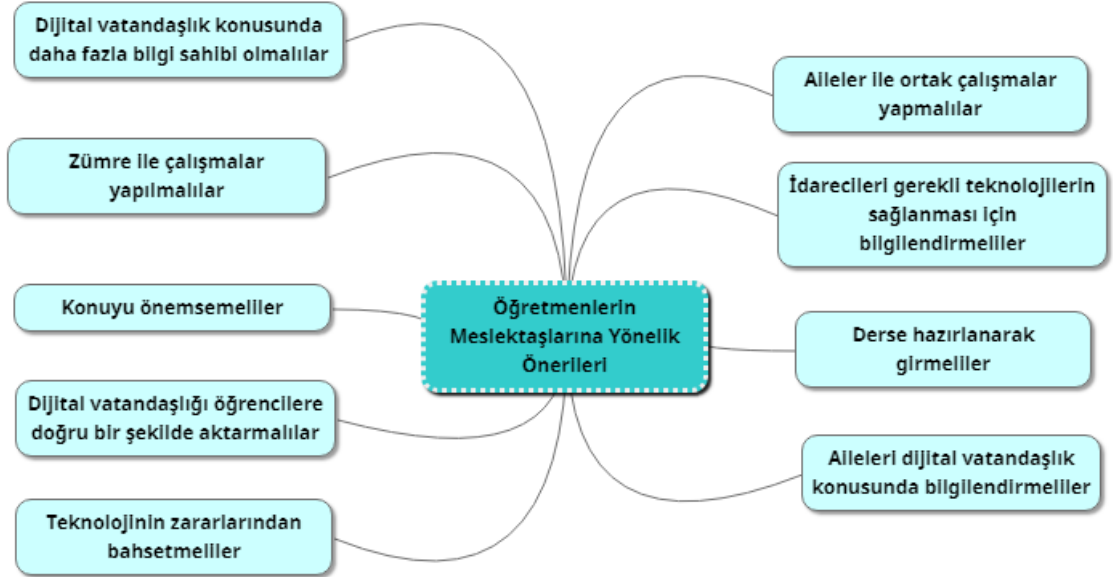 Dijital vatandaşlık konusunda
daha fazla bilgi sahibi olmalılar
Zümre ile çalışmalar
yapılmalılar
Konuyu önemsemeliler
Dijital vatandaşlığı öğrencilere
doğru bir şekilde aktarmalılar
Teknolojinin zararlarından
bahsetmeliler
Öğretmenlerin
Meslektaşlarına Yönelik
Önerileri
Aileler ile ortak çalışmalar
yapmalılar
İdarecileri gerekli teknolojilerin
sağlanması için
bilgilendirmeliler
Derse hazırlanarak
girmeliler
Aileleri dijital vatandaşlık
konusunda bilgilendirmeliler